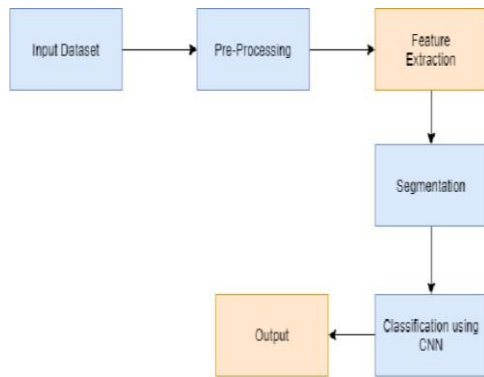 Input Dataset
Pre-Processing
Feature
Extraction
Segmentation
Classification using
CNN
Output